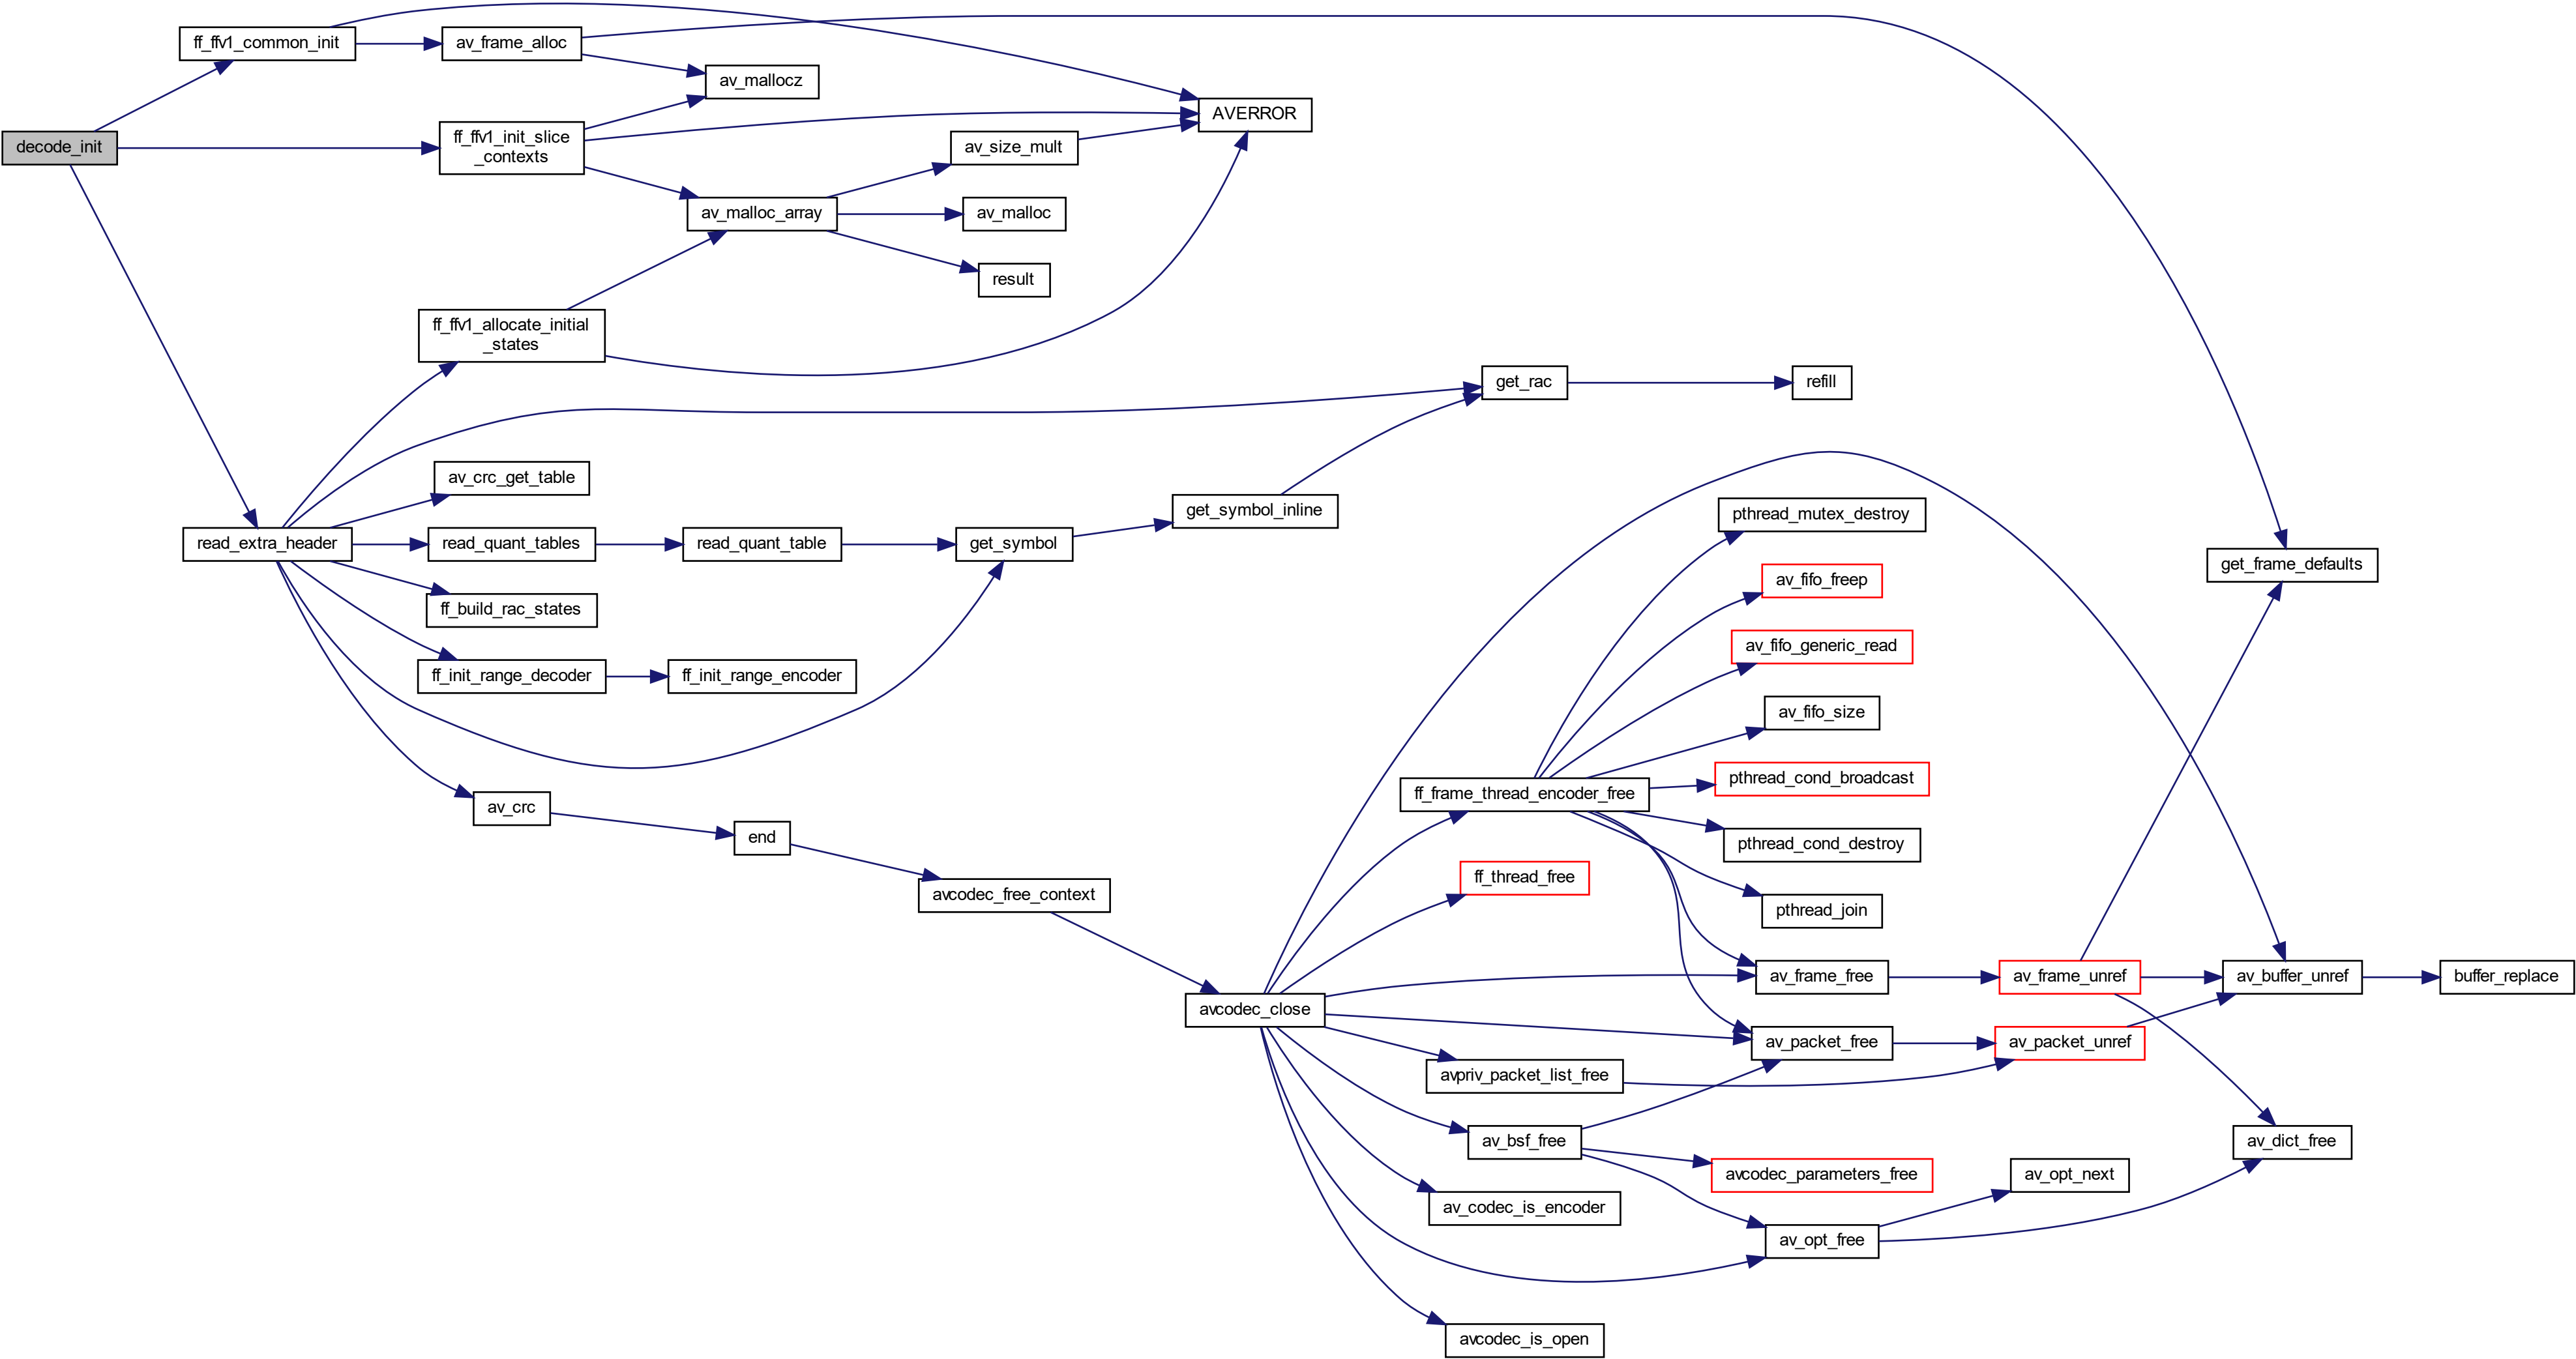 decode_init
ff_ffv1_common_init
av_frame_alloc
av_mallocz
AVERROR
ff_ffv1_init_slice
_contexts
av_size_mult
av_malloc_array
av_malloc
result
ff_ffv1_allocate_initial
_states
get_rac
refill
av_crc_get_table
get_symbol_inline
read_extra_header
read_quant_tables
read_quant_table
get_symbol
pthread_mutex_destroy
get_frame_defaults
av_fifo_freep
ff_build_rac_states
av_fifo_generic_read
ff_init_range_decoder
ff_init_range_encoder
av_fifo_size
ff_frame_thread_encoder_free
pthread_cond_broadcast
av_crc
end
pthread_cond_destroy
avcodec_free_context
ff_thread_free
pthread_join
av_frame_free
av_frame_unref
av_buffer_unref
buffer_replace
avcodec_close
av_packet_free
av_packet_unref
avpriv_packet_list_free
av_bsf_free
av_dict_free
avcodec_parameters_free
av_opt_next
av_codec_is_encoder
av_opt_free
avcodec_is_open